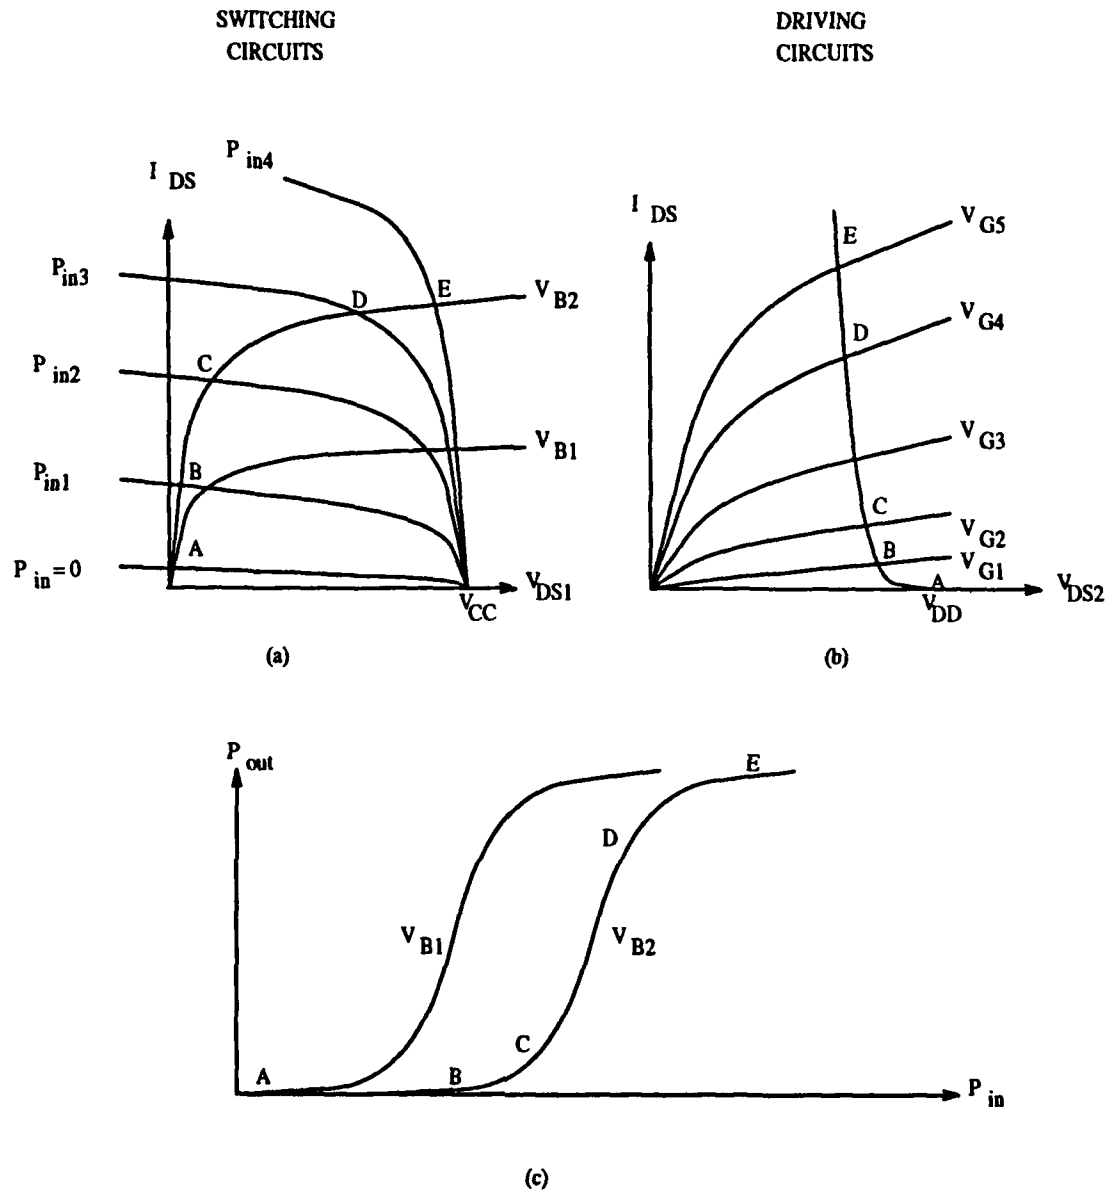 SWITCHING
CIRCUITS
DRIVING
CIRCUITS
I DS
P in4
P in3
P in2
P in1
P in = 0
A
B
C
D
E
V B2
V B1
V DS1
V CC
(a)
I DS
E
D
C
B
A
V G5
V G4
V G3
V G2
V G1
V DS2
V DD
(b)
P out
E
D
V B1
V B2
C
A
B
P in
(c)